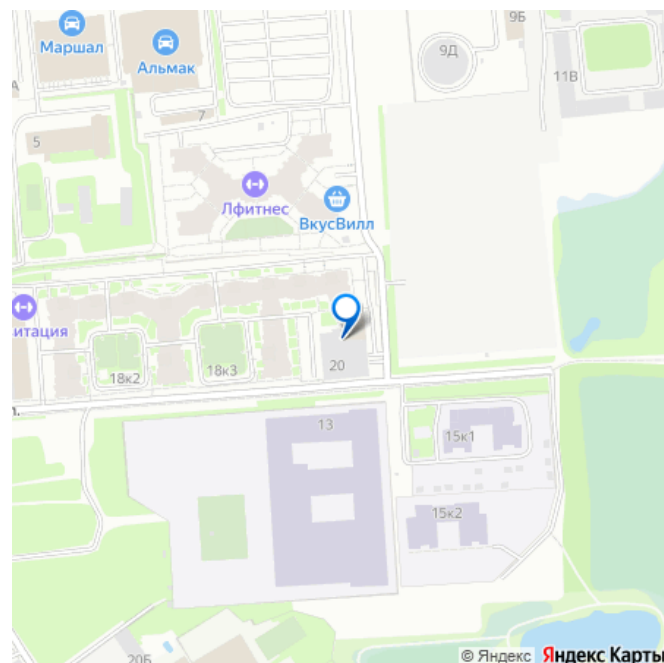 Маршал
Альмак
9Б
9Д
11В
7
5
Лфитнес
ВкусВилл
итация
18к2
18к3
20
13
15к1
15к2
20Б
© Яндекс Яндекс Карты